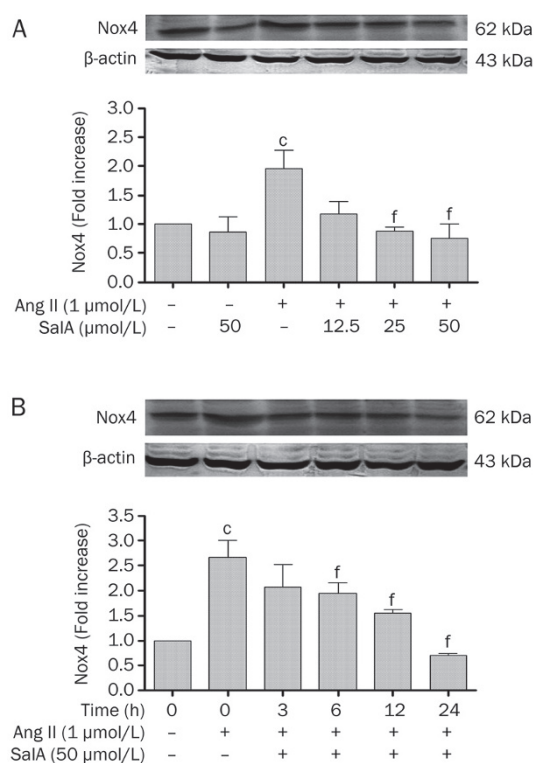 A
Nox4 62 kDa
β-actin 43 kDa
Nox4 (Fold increase)
3.0
2.5
2.0
1.5
1.0
0.5
0.0
c
f
f
Ang II (1 μmol/L) – – + + + +
SalA (μmol/L) – 50 – 12.5 25 50
B
Nox4 62 kDa
β-actin 43 kDa
Nox4 (Fold increase)
3.5
3.0
2.5
2.0
1.5
1.0
0.5
0.0
c
f
f
f
Time (h) 0 0 3 6 12 24
Ang II (1 μmol/L) – + + + + +
SalA (50 μmol/L) – – + + + +